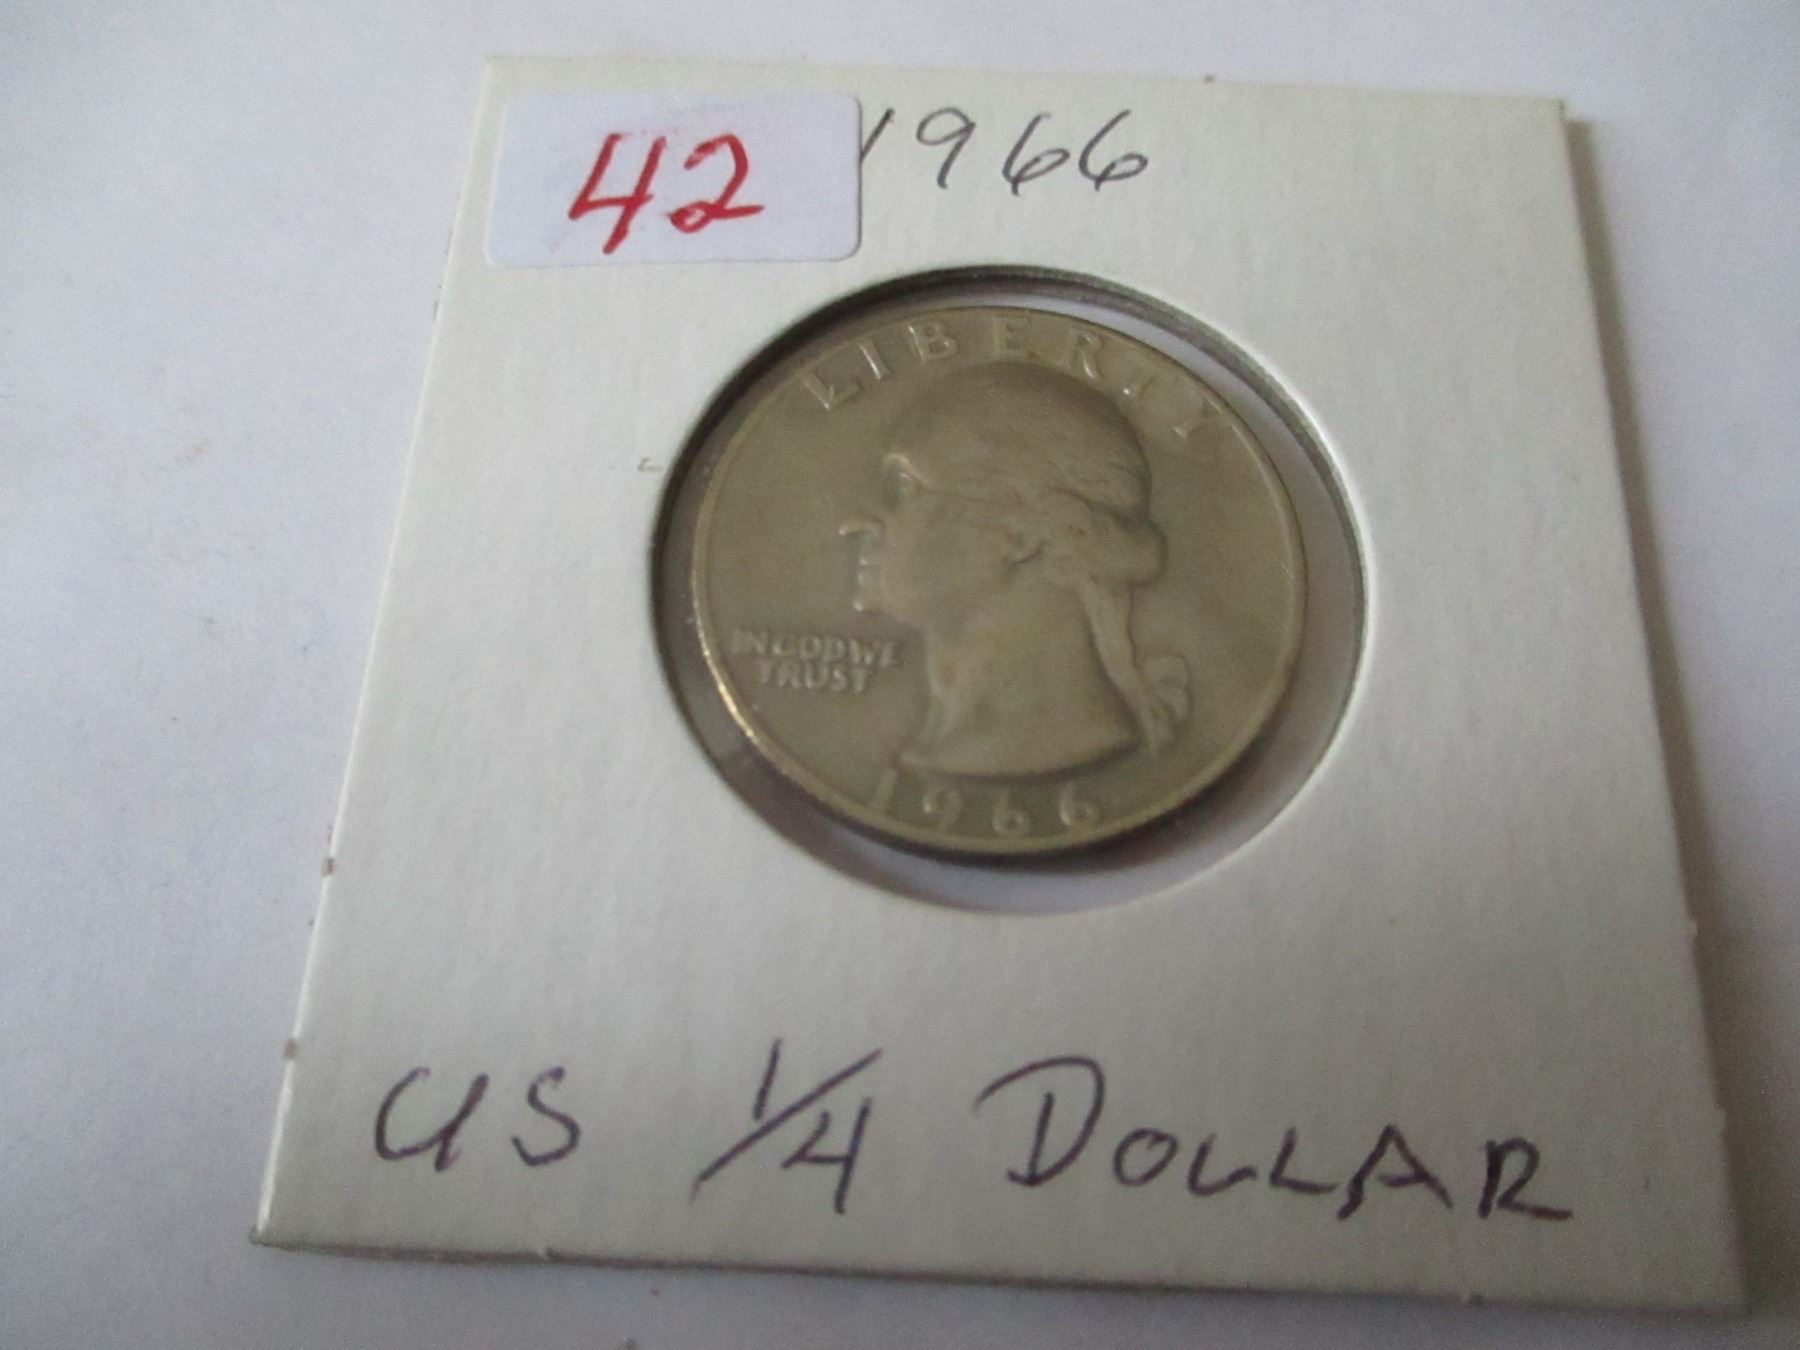 42 1966
LIBERTY
IN GOD WE
TRUST
1966
US 1/4 DOLLAR